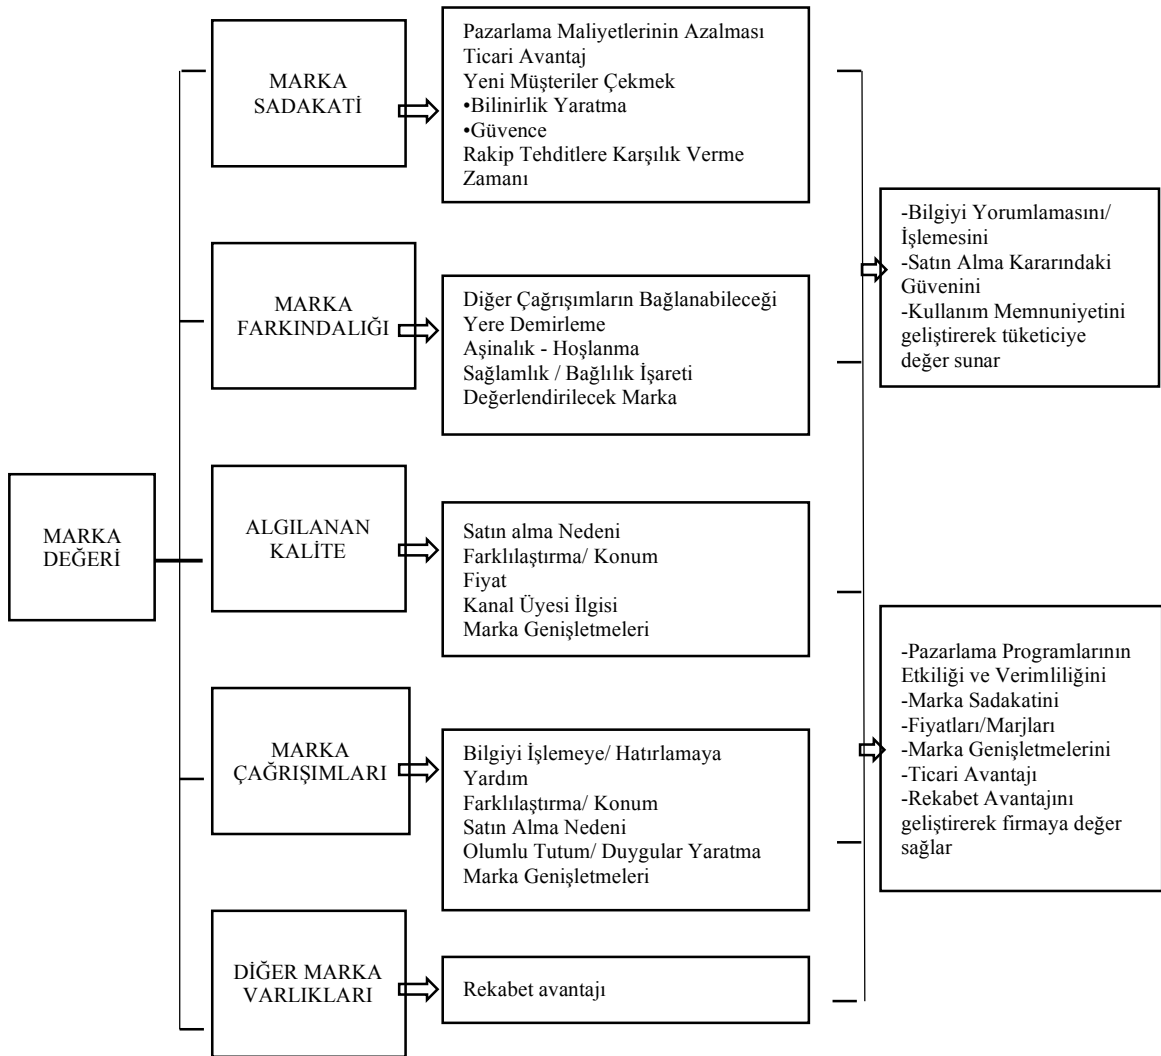 MARKA
DEĞERİ
MARKA
SADAKATİ
Pazarlama Maliyetlerinin Azalması
Ticari Avantaj
Yeni Müşteriler Çekmek
•Bilinirlik Yaratma
•Güvence
Rakip Tehditlere Karşılık Verme
Zamanı
MARKA
FARKINDALIĞI
Diğer Çağrışımların Bağlanabileceği
Yere Demirleme
Aşinalık - Hoşlanma
Sağlamlık / Bağlılık İşareti
Değerlendirilecek Marka
ALGILANAN
KALİTE
Satın alma Nedeni
Farklılaştırma/ Konum
Fiyat
Kanal Üyesi İlgisi
Marka Genişletmeleri
MARKA
ÇAĞRIŞIMLARI
Bilgiyi İşlemeye/ Hatırlamaya
Yardım
Farklılaştırma/ Konum
Satın Alma Nedeni
Olumlu Tutum/ Duygular Yaratma
Marka Genişletmeleri
DİĞER MARKA
VARLIKLARI
Rekabet avantajı
-Bilgiyi Yorumlamasını/
İşlemesini
-Satın Alma Kararındaki
Güvenini
-Kullanım Memnuniyetini
geliştirerek tüketiciye
değer sunar
-Pazarlama Programlarının
Etkiliği ve Verimliliğini
-Marka Sadakatini
-Fiyatları/Marjları
-Marka Genişletmelerini
-Ticari Avantajı
-Rekabet Avantajını
geliştirerek firmaya değer
sağlar